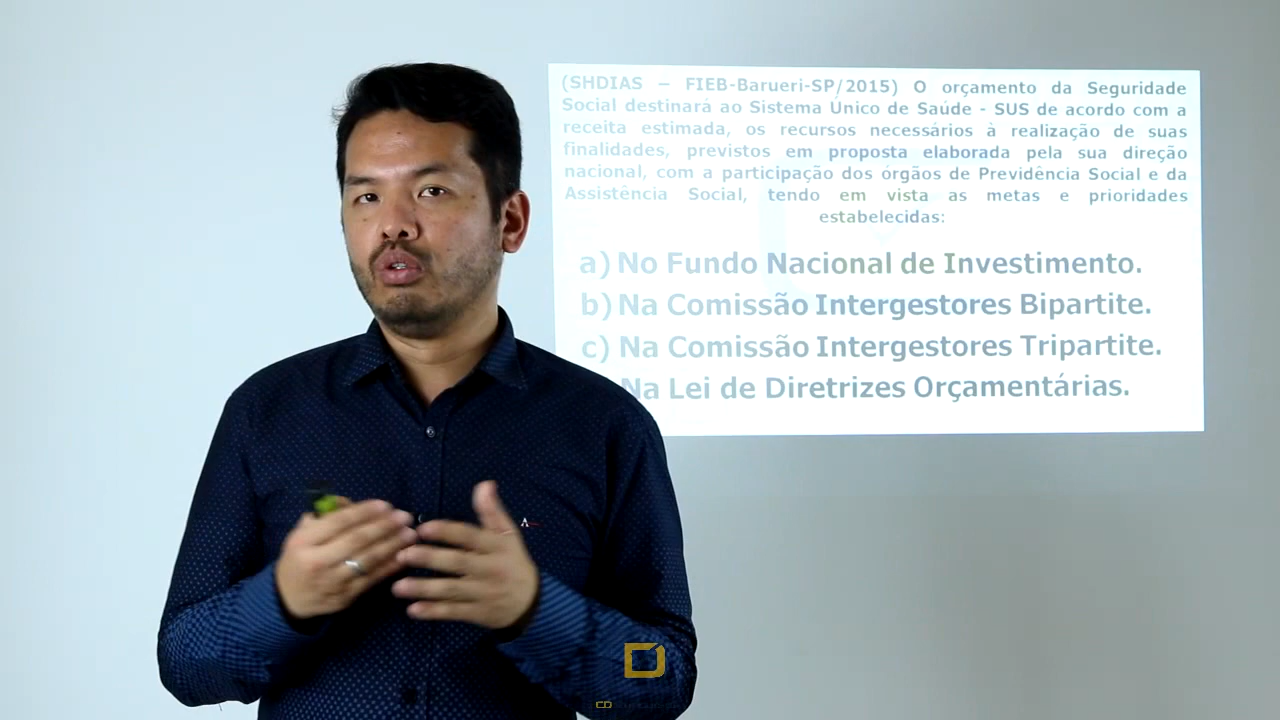 (SHDIAS – FIEB-Barueri-SP/2015) O orçamento da Seguridade
Social destinará ao Sistema Único de Saúde - SUS de acordo com a
receita estimada, os recursos necessários à realização de suas
finalidades, previstos em proposta elaborada pela sua direção
nacional, com a participação dos órgãos de Previdência Social e da
Assistência Social, tendo em vista as metas e prioridades
estabelecidas:
a) No Fundo Nacional de Investimento.
b) Na Comissão Intergestores Bipartite.
c) Na Comissão Intergestores Tripartite.
Na Lei de Diretrizes Orçamentárias.
A